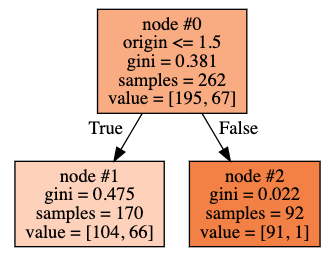 node #0
origin <= 1.5
gini = 0.381
samples = 262
value = [195, 67]
True
False
node #1
gini = 0.475
samples = 170
value = [104, 66]
node #2
gini = 0.022
samples = 92
value = [91, 1]